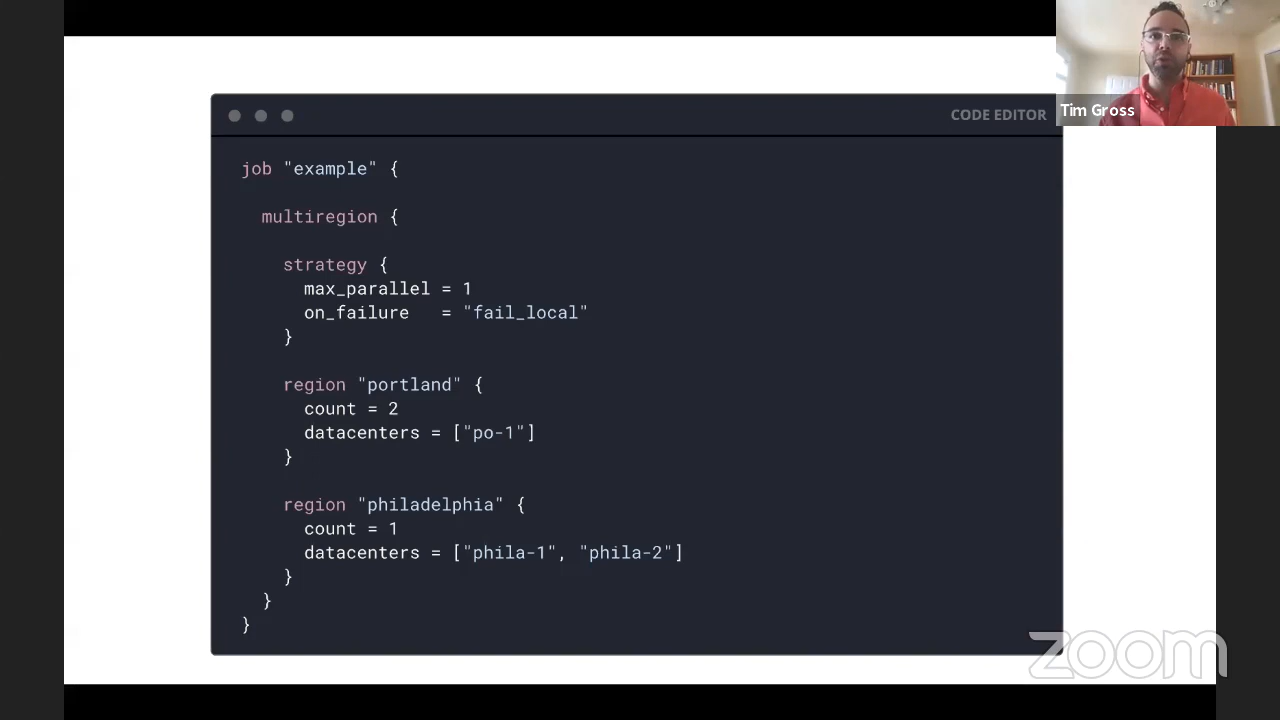 CODE EDITOR
Tim Gross
job "example" {
multiregion {
strategy {
max_parallel = 1
on_failure = "fail_local"
}
region "portland" {
count = 2
datacenters = ["po-1"]
}
region "philadelphia" {
count = 1
datacenters = ["phila-1", "phila-2"]
}
}
}
zoom